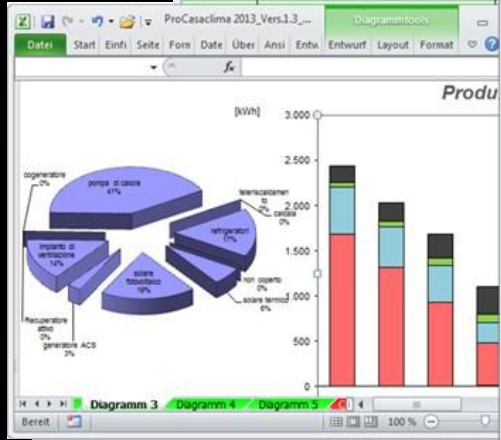 ProCasaclima 2013_Vers.1.3_...
Diagrammtools
Datei Start Einfü Seite Form Date Über Ansi Entw Entwurf Layout Format
fx
Produ
[kWh]
3.000
2.500
2.000
1.500
1.000
500
0
cogeneratore
0%
pompa di calore
41%
teleriscaldamen
to
0%
caldaia
0%
refrigeratori
17%
non coperto
0%
solare termico
6%
solare
fotovoltaico
19%
generatore ACS
3%
Recuperatore
attivo
0%
impianto di
ventilazione
14%
Diagramm 3 Diagramm 4 Diagramm 5
Bereit 100 %